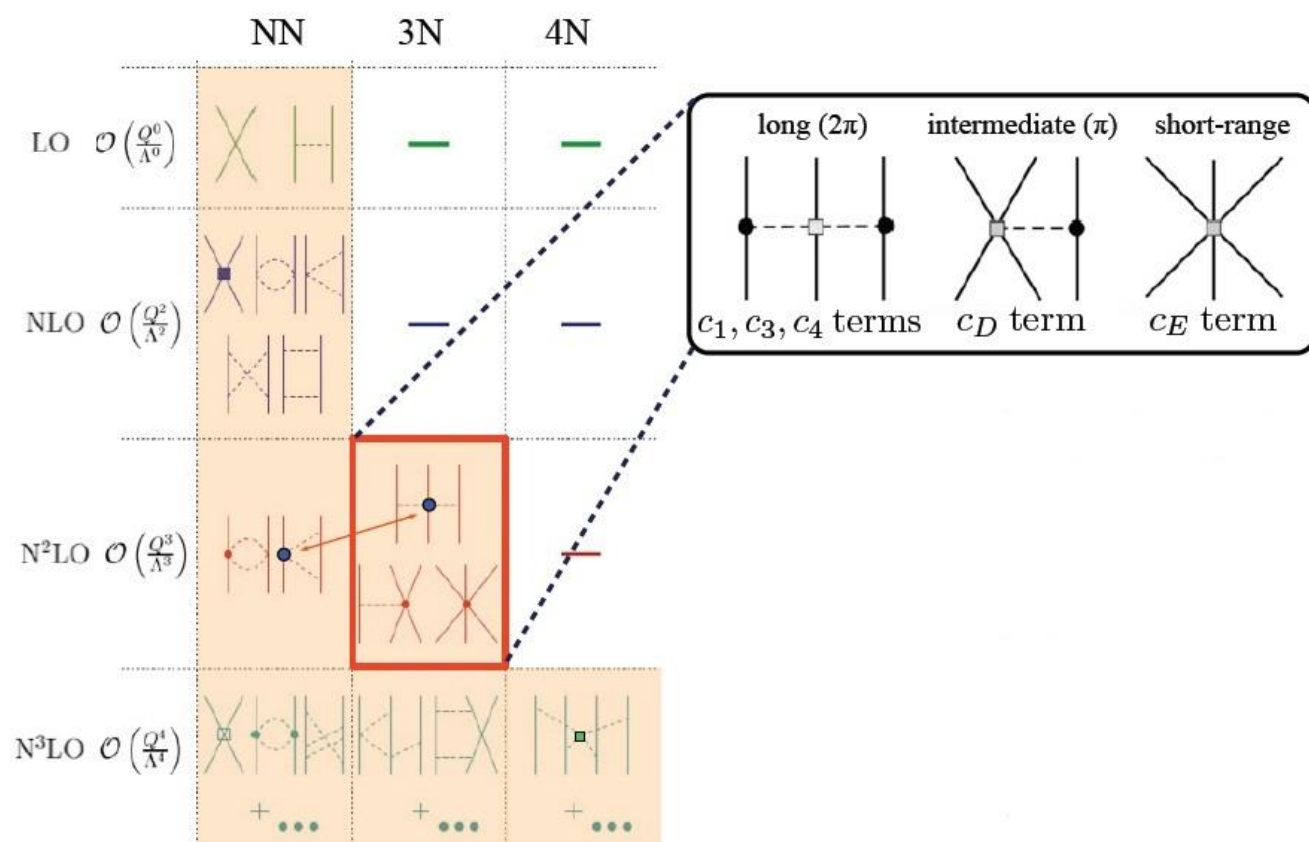 NN 3N 4N
long (2π) intermediate (π) short-range
LO 𝒪(Q⁰/Λ⁰)
c₁, c₃, c₄ terms c_D term c_E term
NLO 𝒪(Q²/Λ²)
N²LO 𝒪(Q³/Λ³)
N³LO 𝒪(Q⁴/Λ⁴)
+ ... + ... + ...